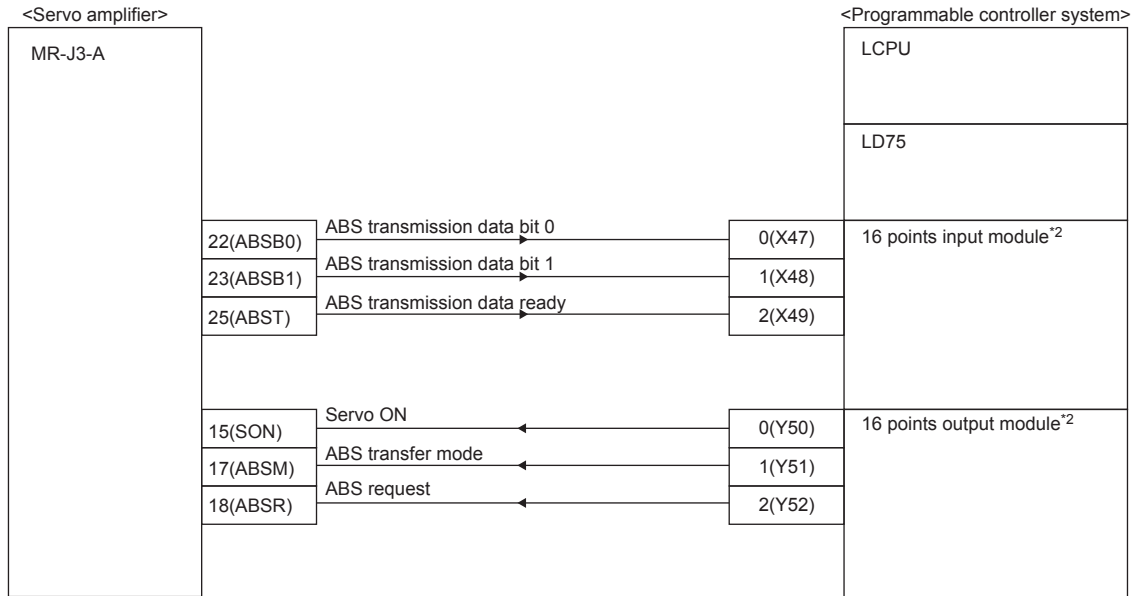 <Servo amplifier>
<Programmable controller system>
MR-J3-A
LCPU
LD75
22(ABSB0)
ABS transmission data bit 0
0(X47)
16 points input module*2
23(ABSB1)
ABS transmission data bit 1
1(X48)
25(ABST)
ABS transmission data ready
2(X49)
15(SON)
Servo ON
0(Y50)
16 points output module*2
17(ABSM)
ABS transfer mode
1(Y51)
18(ABSR)
ABS request
2(Y52)